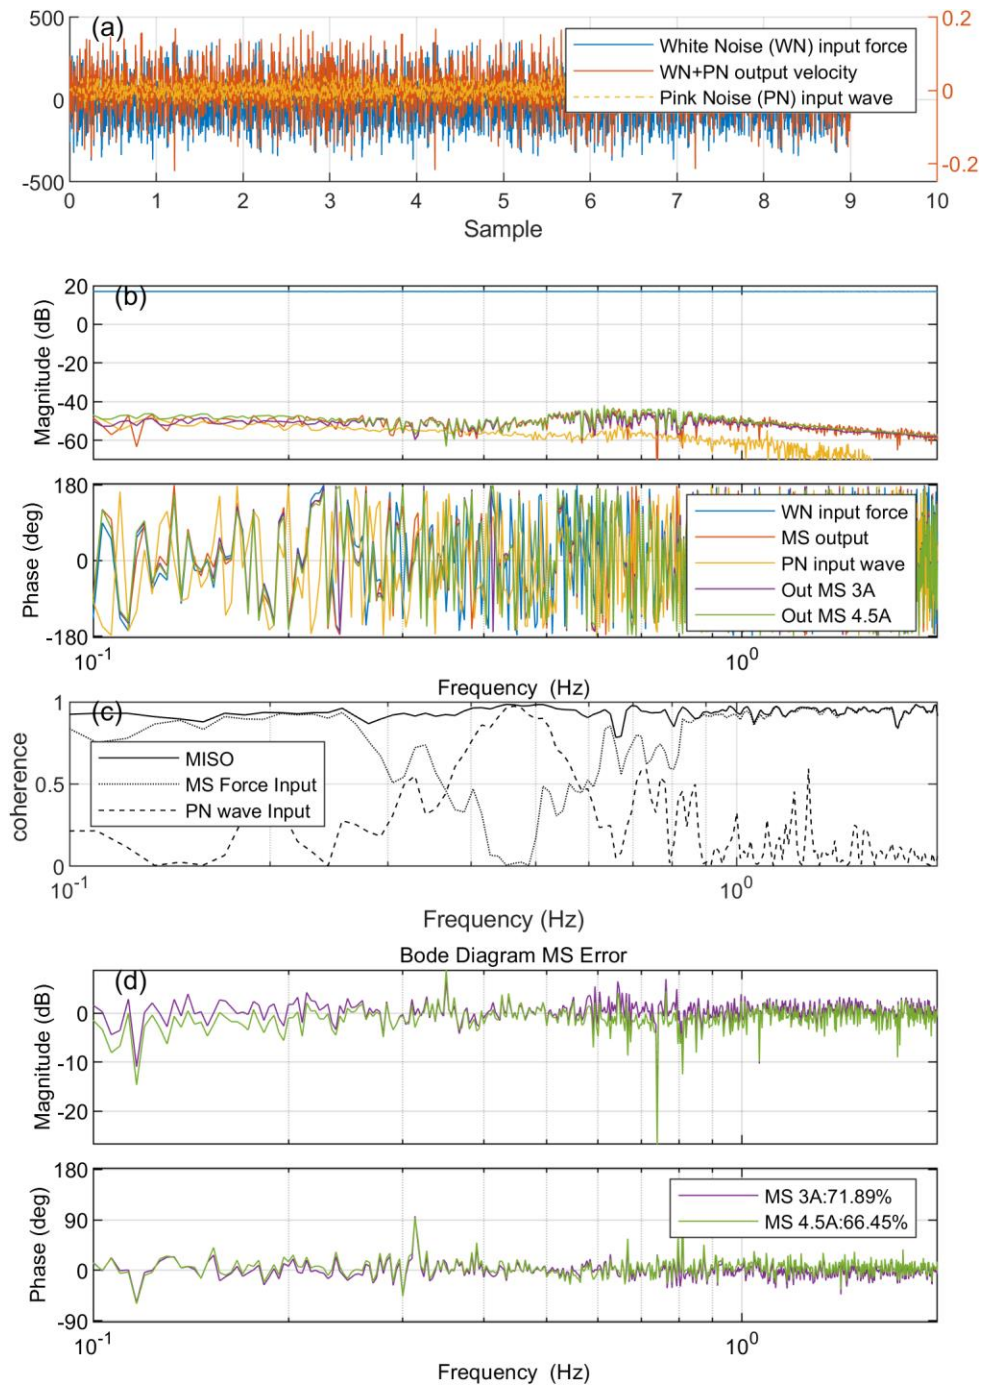 (a)
500
0
-500
0.2
0
-0.2
White Noise (WN) input force
WN+PN output velocity
Pink Noise (PN) input wave
0 1 2 3 4 5 6 7 8 9 10
Sample
(b)
20
0
-20
-40
-60
Magnitude (dB)
180
0
-180
Phase (deg)
WN input force
MS output
PN input wave
Out MS 3A
Out MS 4.5A
10^-1 10^0
Frequency (Hz)
(c)
1
0.5
0
coherence
MISO
MS Force Input
PN wave Input
10^-1 10^0
Frequency (Hz)
Bode Diagram MS Error
(d)
0
-10
-20
Magnitude (dB)
180
90
0
-90
Phase (deg)
MS 3A:71.89%
MS 4.5A:66.45%
10^-1 10^0
Frequency (Hz)